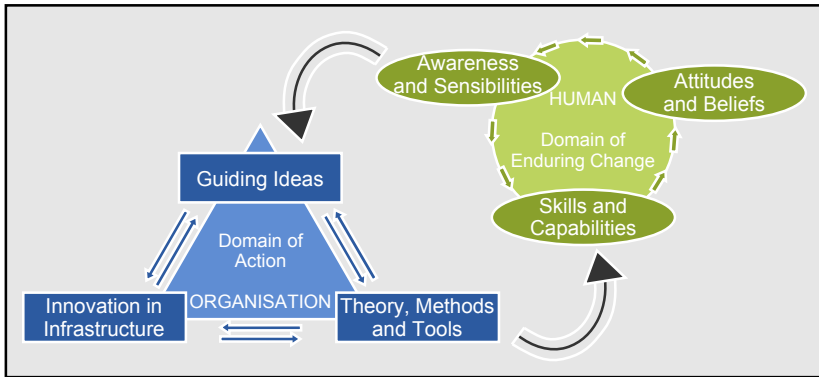 Awareness
and Sensibilities
Attitudes
and Beliefs
HUMAN
Domain of
Enduring Change
Skills and
Capabilities
Guiding Ideas
Domain of
Action
ORGANISATION
Innovation in
Infrastructure
Theory, Methods
and Tools